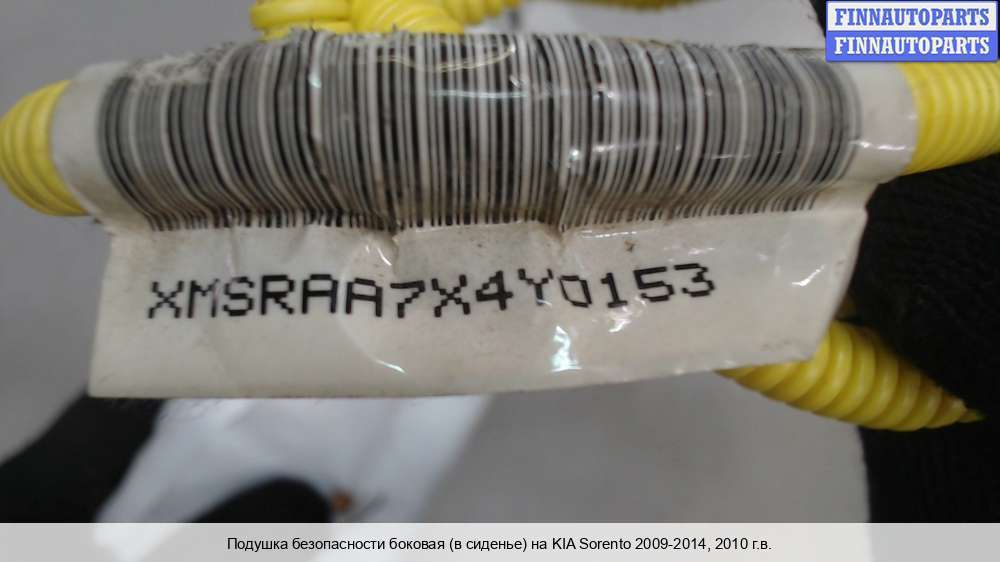 FINNAUTOPARTS
FINNAUTOPARTS
XMSRAA7X4Y0153
Подушка безопасности боковая (в сиденье) на KIA Sorento 2009-2014, 2010 г.в.